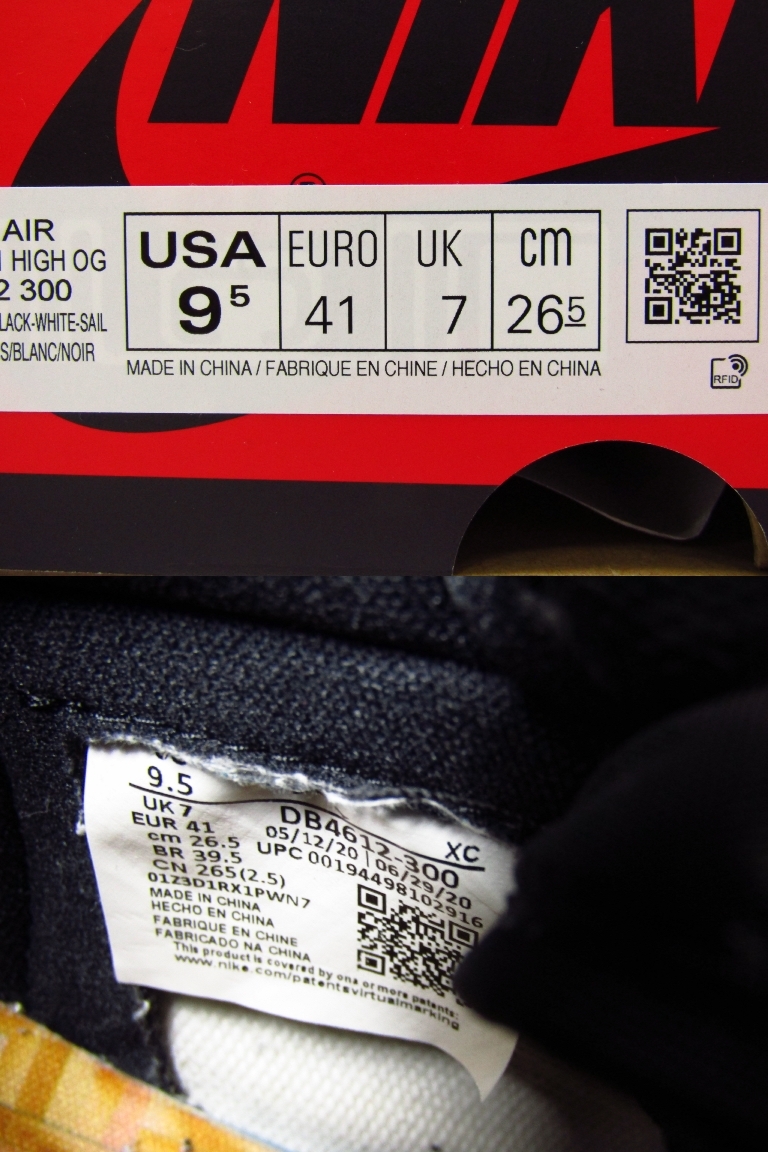 NIK
AIR
HIGH OG
2 300
LACK-WHITE-SAIL
S/BLANC/NOIR
USA
9⁵
EURO
41
UK
7
cm
26⁵
MADE IN CHINA / FABRIQUE EN CHINE / HECHO EN CHINA
RFID
9.5
UK 7
EUR 41
cm 26.5
BR 39.5
CN 265(2.5)
DB4612-300
XC
05/12/20 | 06/29/20
UPC 00194498102916
0123D1RX1PWN7
MADE IN CHINA
HECHO EN CHINA
FABRIQUE EN CHINE
FABRICADO NA CHINA
This product is covered by one or more patents:
www.nike.com/patentsvirtualmarking